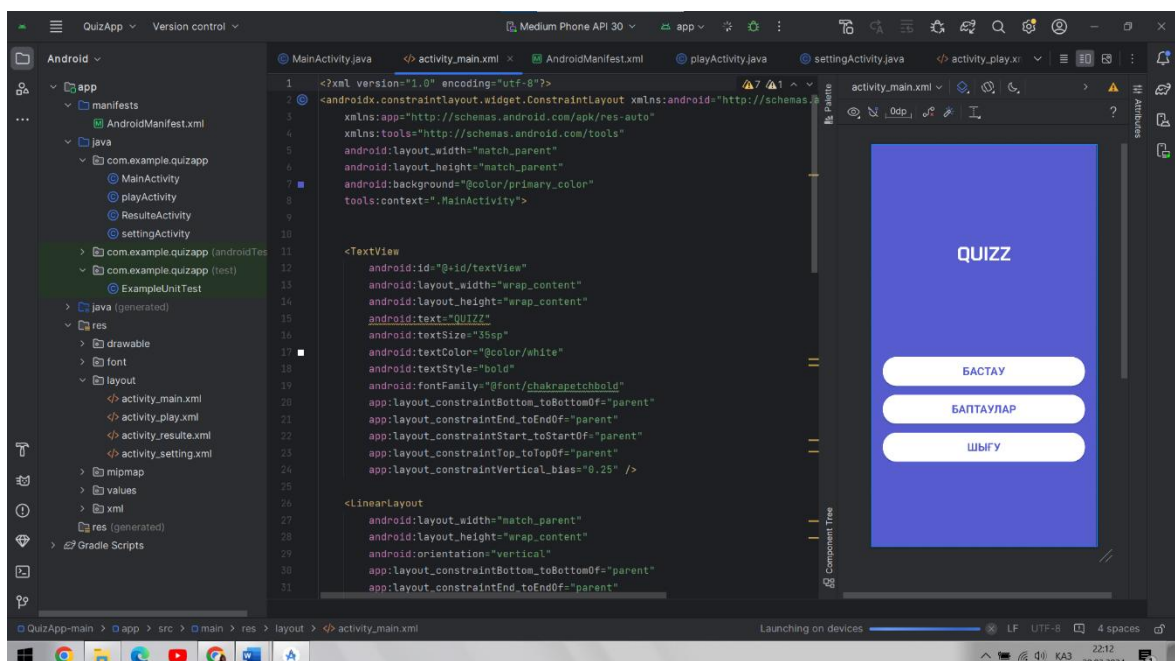 QuizApp Version control Medium Phone API 30 app
Android
MainActivity.java activity_main.xml AndroidManifest.xml playActivity.java settingActivity.java activity_play.xm
app
manifests
AndroidManifest.xml
java
com.example.quizapp
MainActivity
playActivity
ResulteActivity
settingActivity
com.example.quizapp (androidTes
com.example.quizapp (test)
ExampleUnitTest
java (generated)
res
drawable
font
layout
activity_main.xml
activity_play.xml
activity_resulte.xml
activity_setting.xml
mipmap
values
xml
res (generated)
Gradle Scripts
7 1
1 <?xml version="1.0" encoding="utf-8"?>
2 <androidx.constraintlayout.widget.ConstraintLayout xmlns:android="http://schemas.a
3 xmlns:app="http://schemas.android.com/apk/res-auto"
4 xmlns:tools="http://schemas.android.com/tools"
5 android:layout_width="match_parent"
6 android:layout_height="match_parent"
7 android:background="@color/primary_color"
8 tools:context=".MainActivity">
9
10
11 <TextView
12 android:id="@+id/textView"
13 android:layout_width="wrap_content"
14 android:layout_height="wrap_content"
15 android:text="QUIZZ"
16 android:textSize="35sp"
17 android:textColor="@color/white"
18 android:textStyle="bold"
19 android:fontFamily="@font/chakrapetchbold"
20 app:layout_constraintBottom_toBottomOf="parent"
21 app:layout_constraintEnd_toEndOf="parent"
22 app:layout_constraintStart_toStartOf="parent"
23 app:layout_constraintTop_toTopOf="parent"
24 app:layout_constraintVertical_bias="0.25" />
25
26 <LinearLayout
27 android:layout_width="match_parent"
28 android:layout_height="wrap_content"
29 android:orientation="vertical"
30 app:layout_constraintBottom_toBottomOf="parent"
31 app:layout_constraintEnd_toEndOf="parent"
Palette
Component Tree
activity_main.xml
0dp ?
QUIZZ
БАСТАУ
БАПТАУЛАР
ШЫҒУ
Attributes
QuizApp-main > app > src > main > res > layout > activity_main.xml Launching on devices LF UTF-8 4 spaces
KAЗ 22:12